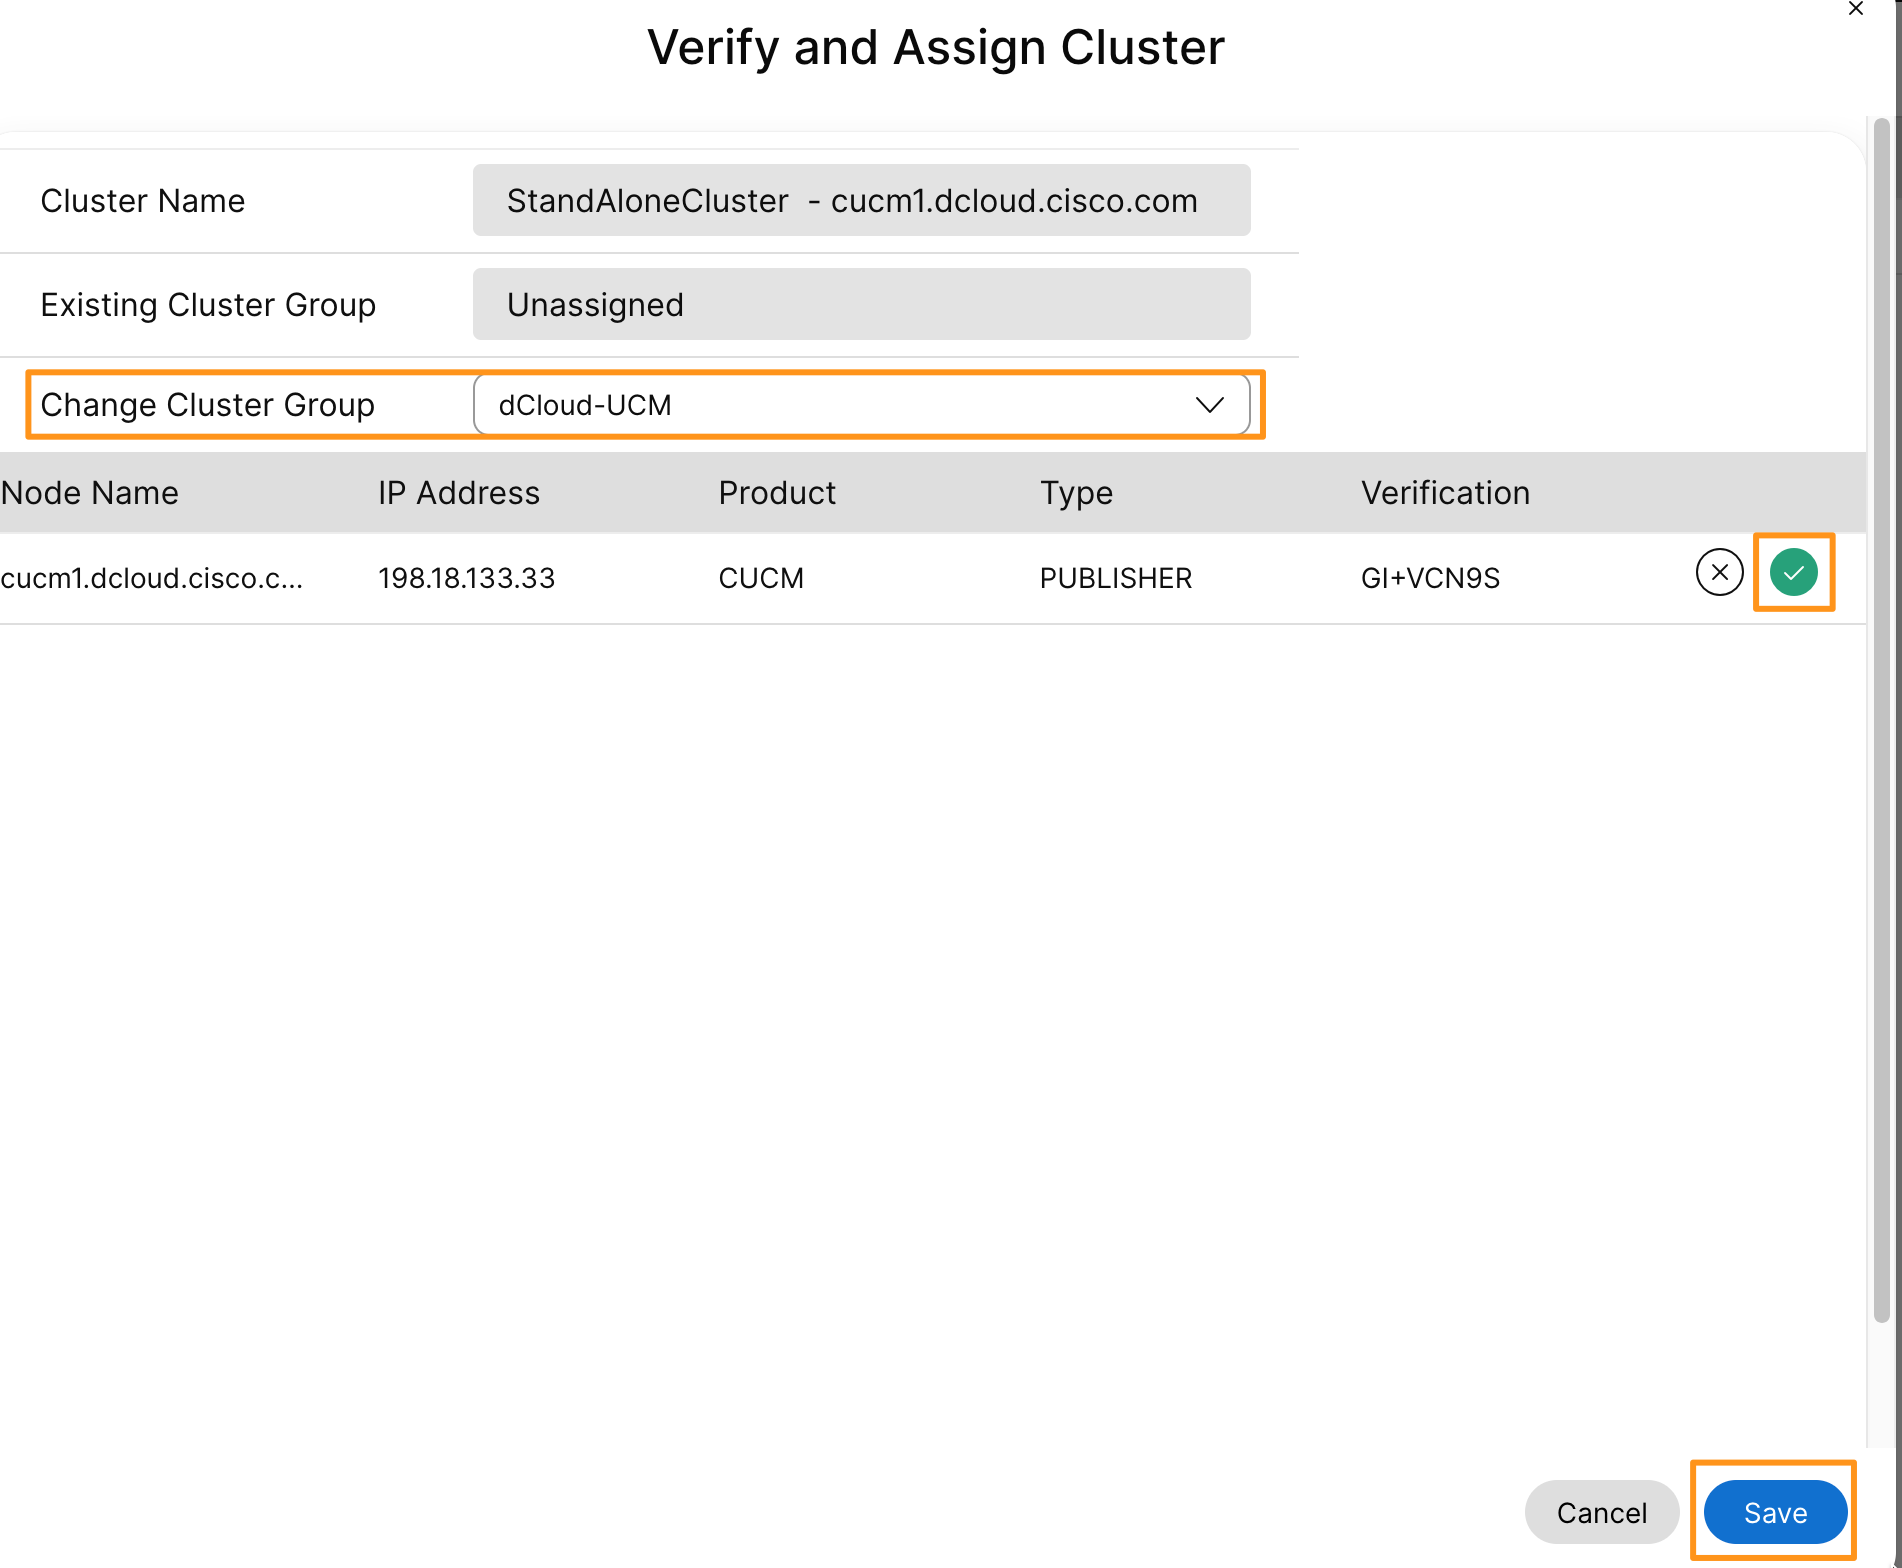 Verify and Assign Cluster
Cluster Name StandAloneCluster - cucm1.dcloud.cisco.com
Existing Cluster Group Unassigned
Change Cluster Group dCloud-UCM
Node Name IP Address Product Type Verification
cucm1.dcloud.cisco.c... 198.18.133.33 CUCM PUBLISHER GI+VCN9S
Cancel Save